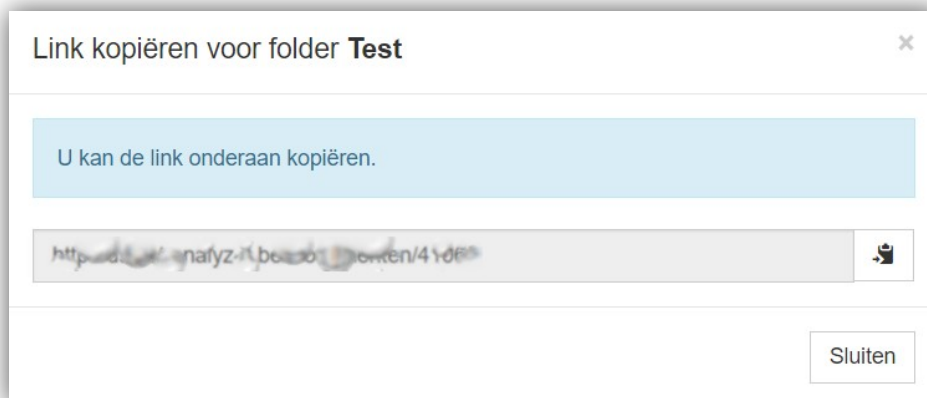 Link kopiëren voor folder Test
×
U kan de link onderaan kopiëren.
Sluiten